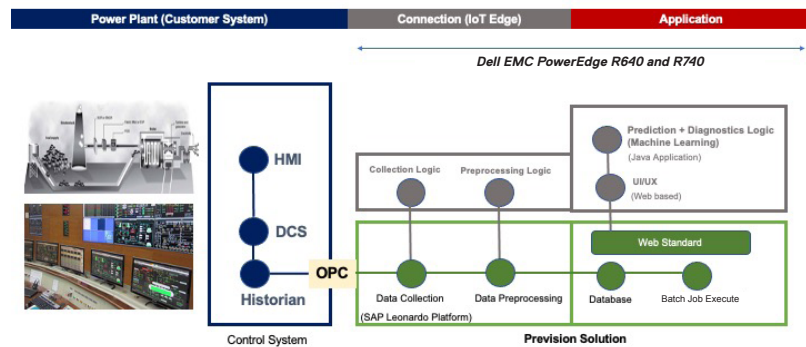 Power Plant (Customer System)
Connection (IoT Edge)
Application
Dell EMC PowerEdge R640 and R740
HMI
DCS
Historian
OPC
Control System
Collection Logic
Preprocessing Logic
Prediction + Diagnostics Logic
(Machine Learning)
(Java Application)
UI/UX
(Web based)
Web Standard
Data Collection
(SAP Leonardo Platform)
Data Preprocessing
Database
Batch Job Execute
Prevision Solution